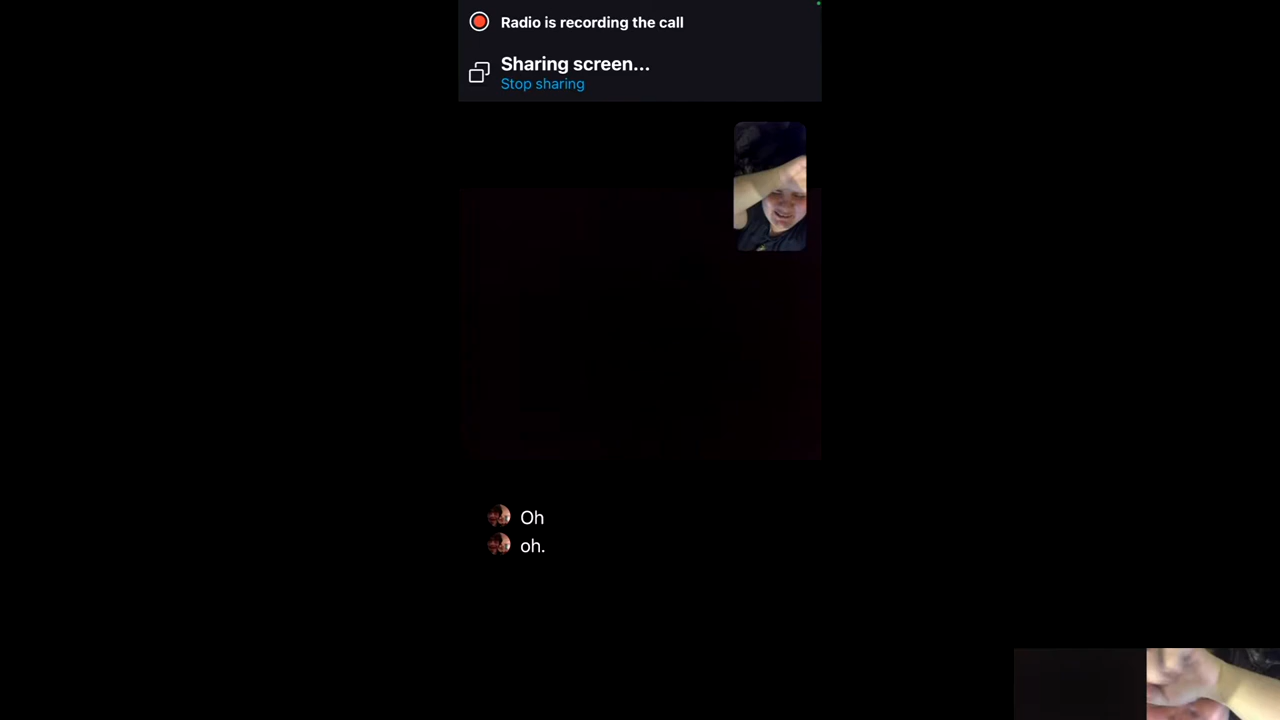 Radio is recording the call
Sharing screen...
Stop sharing
Oh
oh.